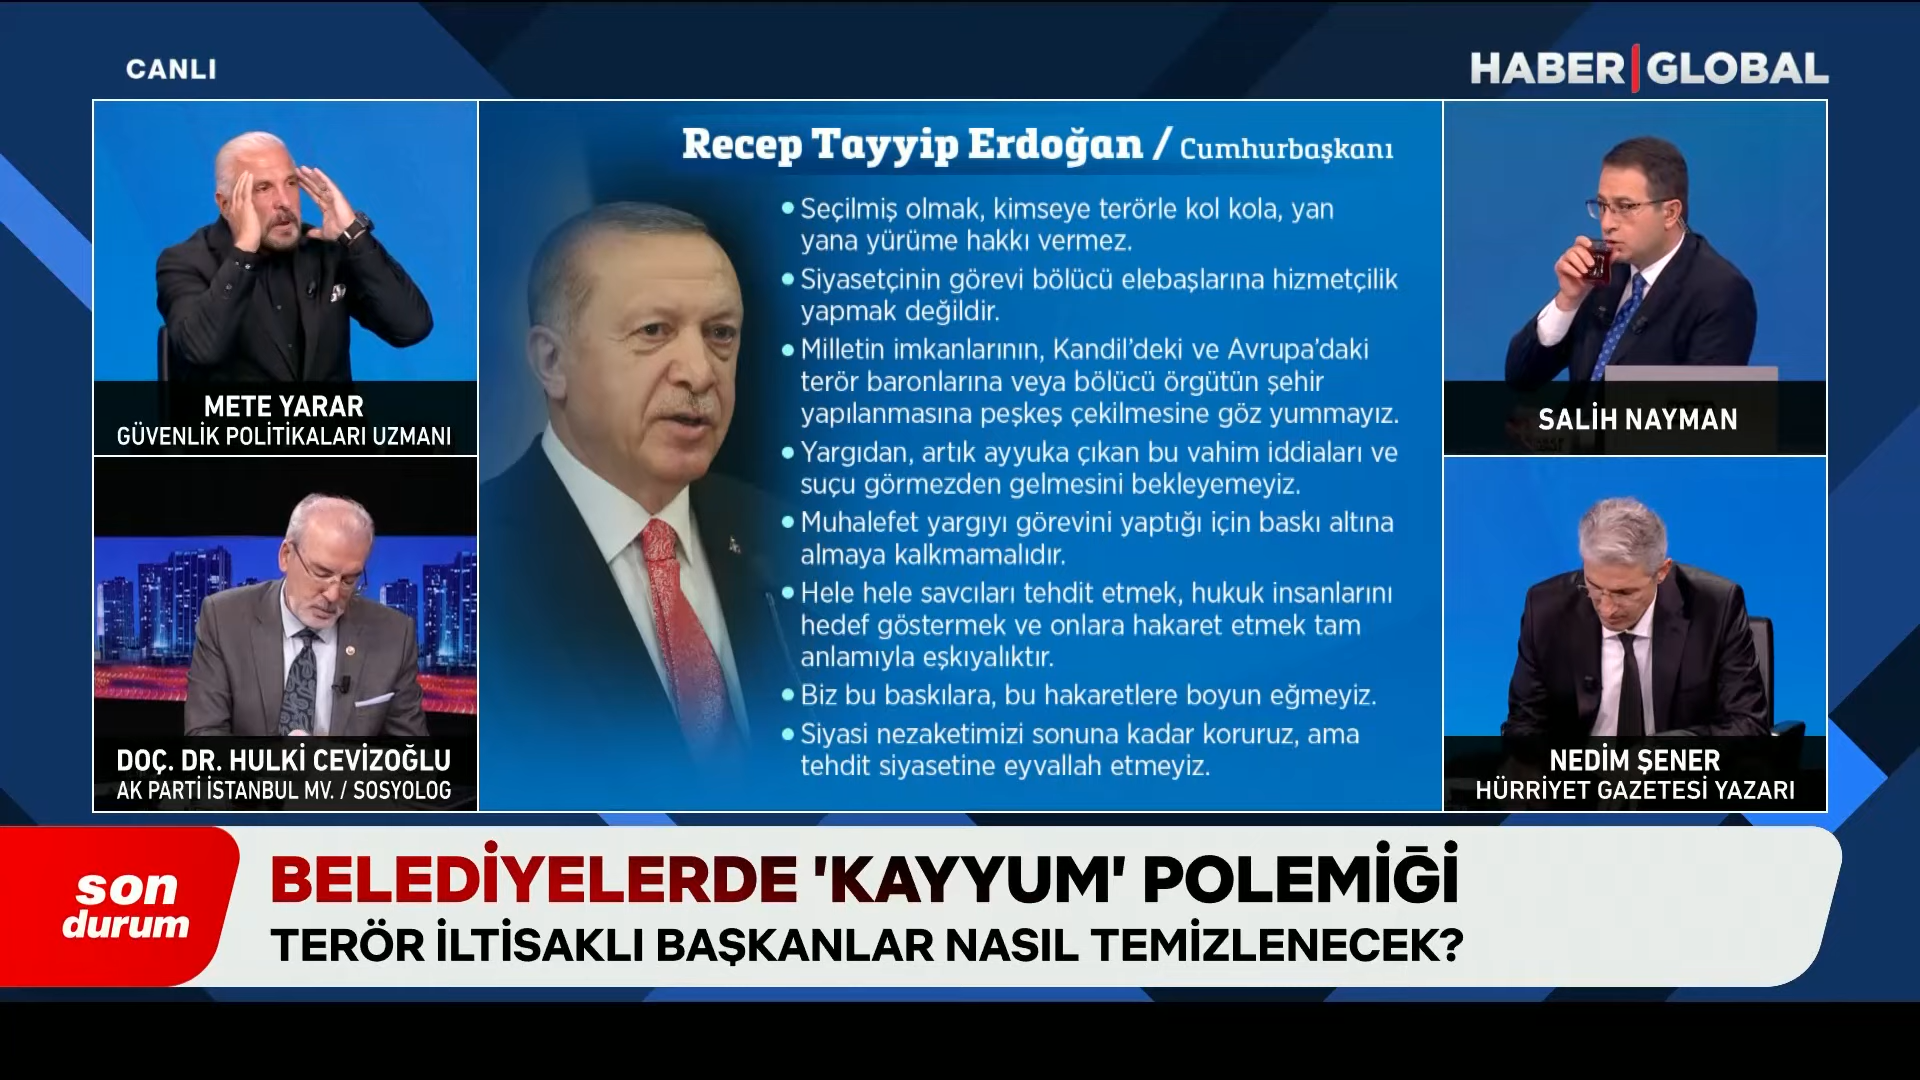 CANLI
HABER GLOBAL
METE YARAR
GÜVENLİK POLİTİKALARI UZMANI
DOÇ. DR. HULKİ CEVİZOĞLU
AK PARTİ İSTANBUL MV. / SOSYOLOG
Recep Tayyip Erdoğan / Cumhurbaşkanı
• Seçilmiş olmak, kimseye terörle kol kola, yan
yana yürüme hakkı vermez.
• Siyasetçinin görevi bölücü elebaşlarına hizmetçilik
yapmak değildir.
• Milletin imkanlarının, Kandil'deki ve Avrupa'daki
terör baronlarına veya bölücü örgütün şehir
yapılanmasına peşkeş çekilmesine göz yummayız.
• Yargıdan, artık ayyuka çıkan bu vahim iddiaları ve
suçu görmezden gelmesini bekleyemeyiz.
• Muhalefet yargıyı görevini yaptığı için baskı altına
almaya kalkmamalıdır.
• Hele hele savcıları tehdit etmek, hukuk insanlarını
hedef göstermek ve onlara hakaret etmek tam
anlamıyla eşkıyalıktır.
• Biz bu baskılara, bu hakaretlere boyun eğmeyiz.
• Siyasi nezaketimizi sonuna kadar koruruz, ama
tehdit siyasetine eyvallah etmeyiz.
SALİH NAYMAN
NEDİM ŞENER
HÜRRİYET GAZETESİ YAZARI
son
durum
BELEDİYELERDE 'KAYYUM' POLEMİĞİ
TERÖR İLTİSAKLI BAŞKANLAR NASIL TEMİZLENECEK?